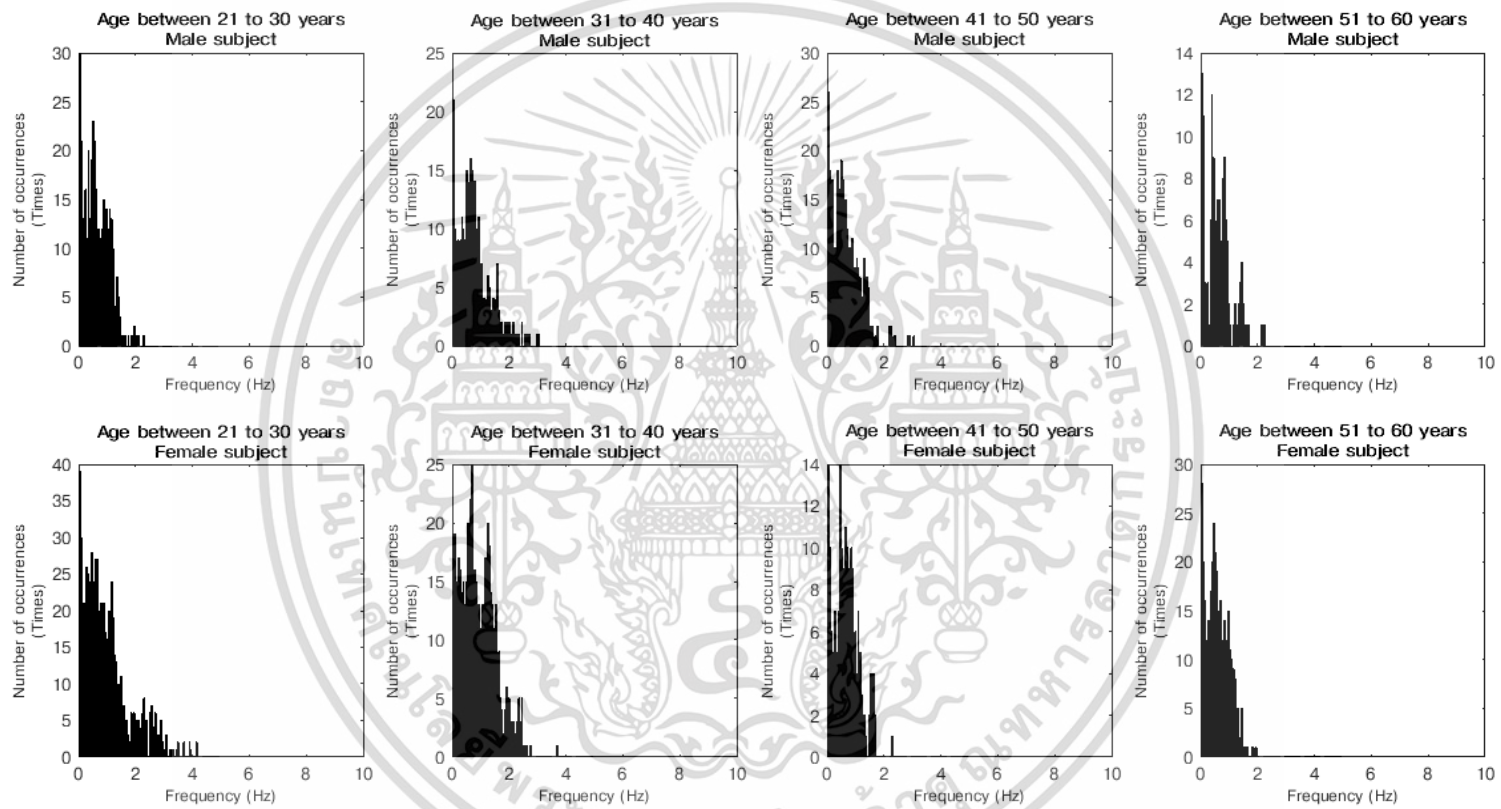 Age between 21 to 30 years
Male subject
30
25
20
15
10
5
0
Number of occurrences
(Times)
0 2 4 6 8 10
Frequency (Hz)
Age between 31 to 40 years
Male subject
25
20
15
10
5
0
Number of occurrences
(Times)
0 2 4 6 8 10
Frequency (Hz)
Age between 41 to 50 years
Male subject
30
25
20
15
10
5
0
Number of occurrences
(Times)
0 2 4 6 8 10
Frequency (Hz)
Age between 51 to 60 years
Male subject
14
12
10
8
6
4
2
0
Number of occurrences
(Times)
0 2 4 6 8 10
Frequency (Hz)
Age between 21 to 30 years
Female subject
40
35
30
25
20
15
10
5
0
Number of occurrences
(Times)
0 2 4 6 8 10
Frequency (Hz)
Age between 31 to 40 years
Female subject
25
20
15
10
5
0
Number of occurrences
(Times)
0 2 4 6 8 10
Frequency (Hz)
Age between 41 to 50 years
Female subject
14
12
10
8
6
4
2
0
Number of occurrences
(Times)
0 2 4 6 8 10
Frequency (Hz)
Age between 51 to 60 years
Female subject
30
25
20
15
10
5
0
Number of occurrences
(Times)
0 2 4 6 8 10
Frequency (Hz)